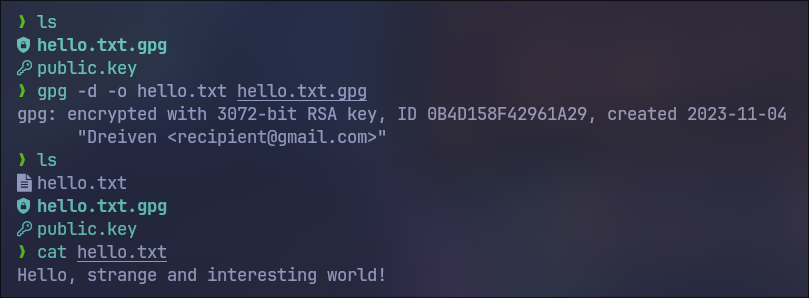 ❯ ls
hello.txt.gpg
public.key
❯ gpg -d -o hello.txt hello.txt.gpg
gpg: encrypted with 3072-bit RSA key, ID 0B4D158F42961A29, created 2023-11-04
      "Dreiven <recipient@gmail.com>"
❯ ls
hello.txt
hello.txt.gpg
public.key
❯ cat hello.txt
Hello, strange and interesting world!